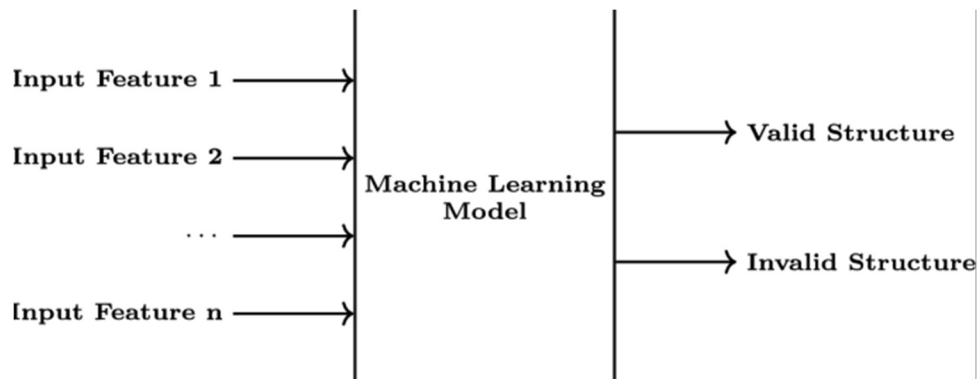 Input Feature 1
Input Feature 2
...
Input Feature n
Machine Learning
Model
Valid Structure
Invalid Structure